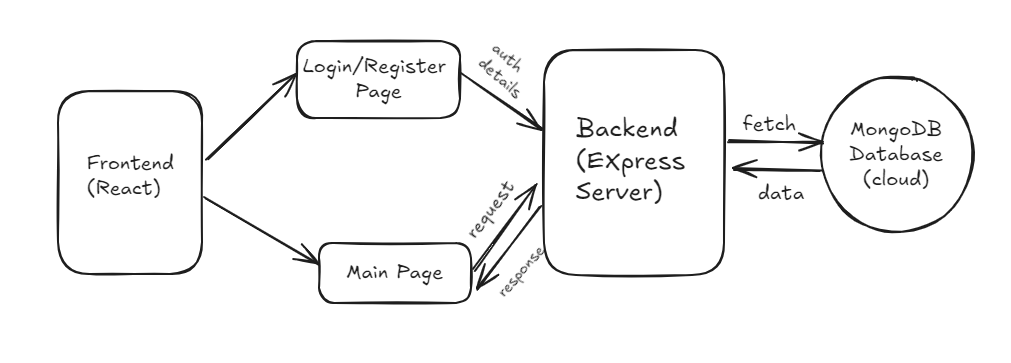 Frontend
(React)
Login/Register
Page
auth
details
Main Page
request
response
Backend
(EXpress
Server)
fetch
data
MongoDB
Database
(cloud)